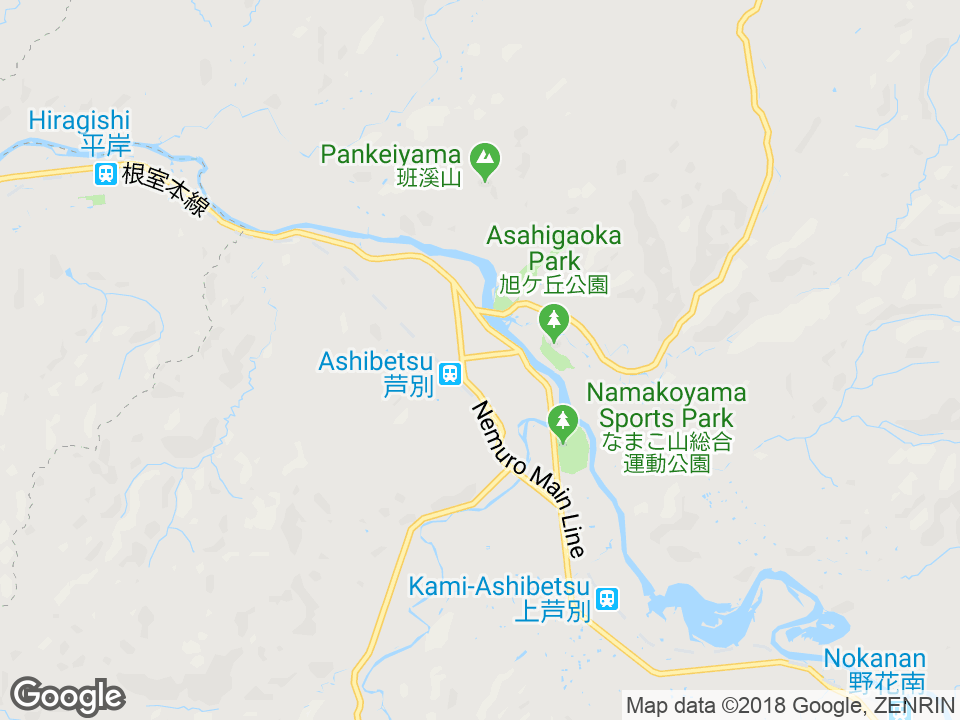 Hiragishi
平岸
根室本線
Pankeiyama
班溪山
Asahigaoka
Park
旭ケ丘公園
Ashibetsu
芦別
Namakoyama
Sports Park
なまこ山総合
運動公園
Nemuro Main Line
Kami-Ashibetsu
上芦別
Nokanan
野花南
Google
Map data ©2018 Google, ZENRIN